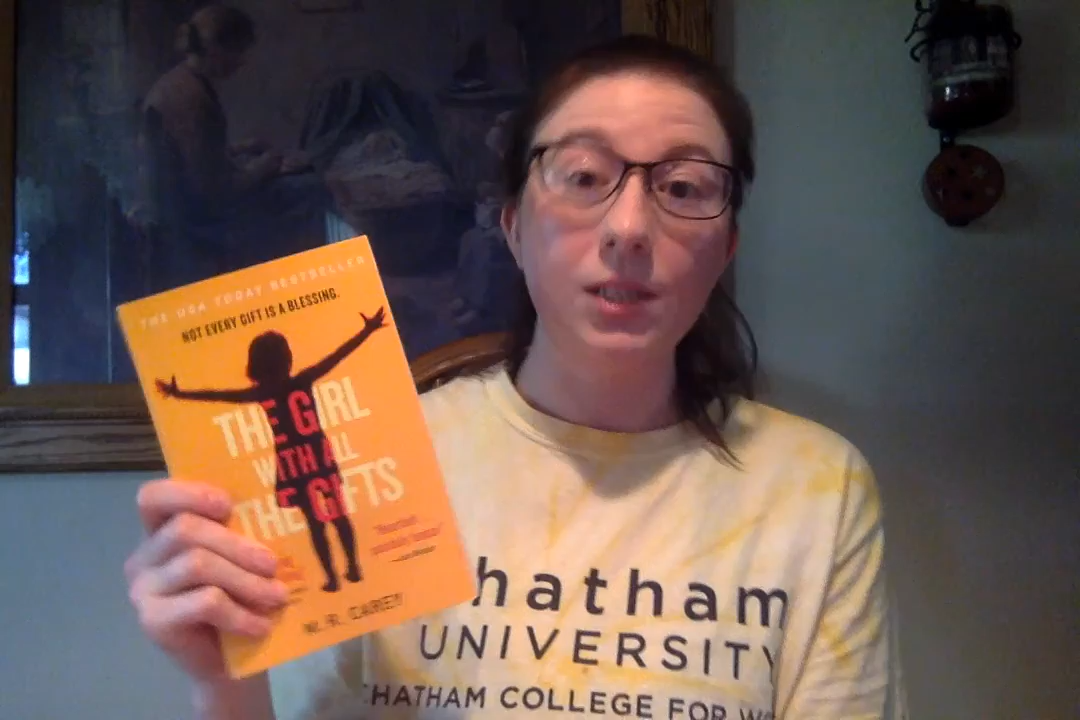 THE USA TODAY BESTSELLER
NOT EVERY GIFT IS A BLESSING.
THE GIRL
WITH ALL
THE GIFTS
M. R. CAREY
hatham
UNIVERSITY
HATHAM COLLEGE FOR WO